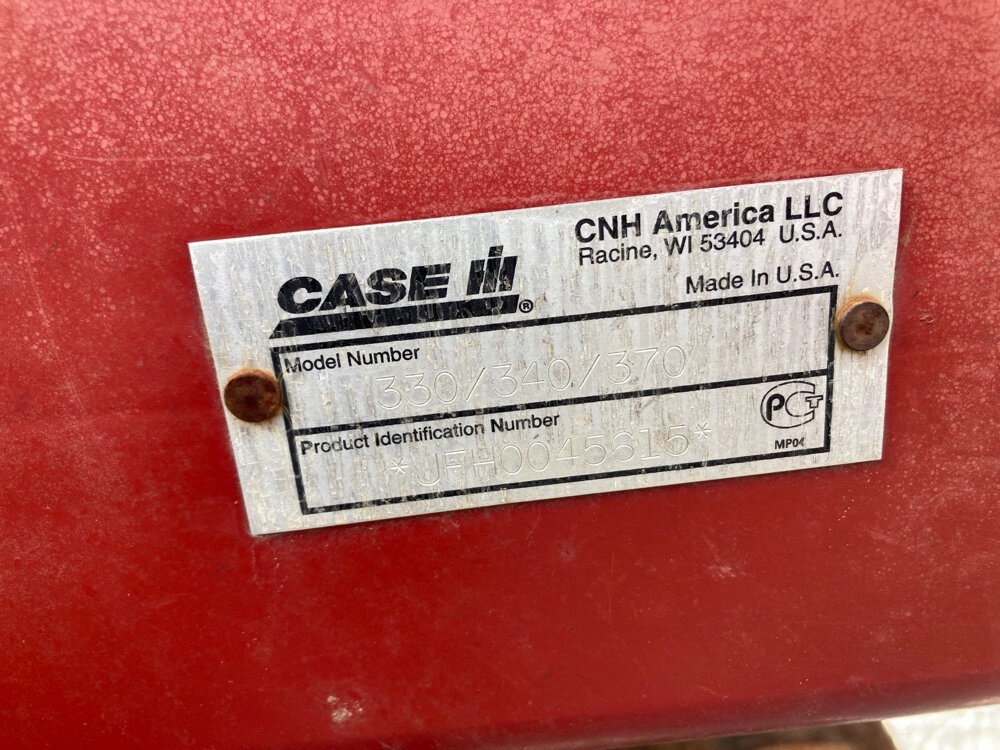 CNH America LLC
Racine, WI 53404 U.S.A.
CASE IH ®
Made In U.S.A.
Model Number
330/340/370
Product Identification Number
*JFH0045615*
PCT
MP04